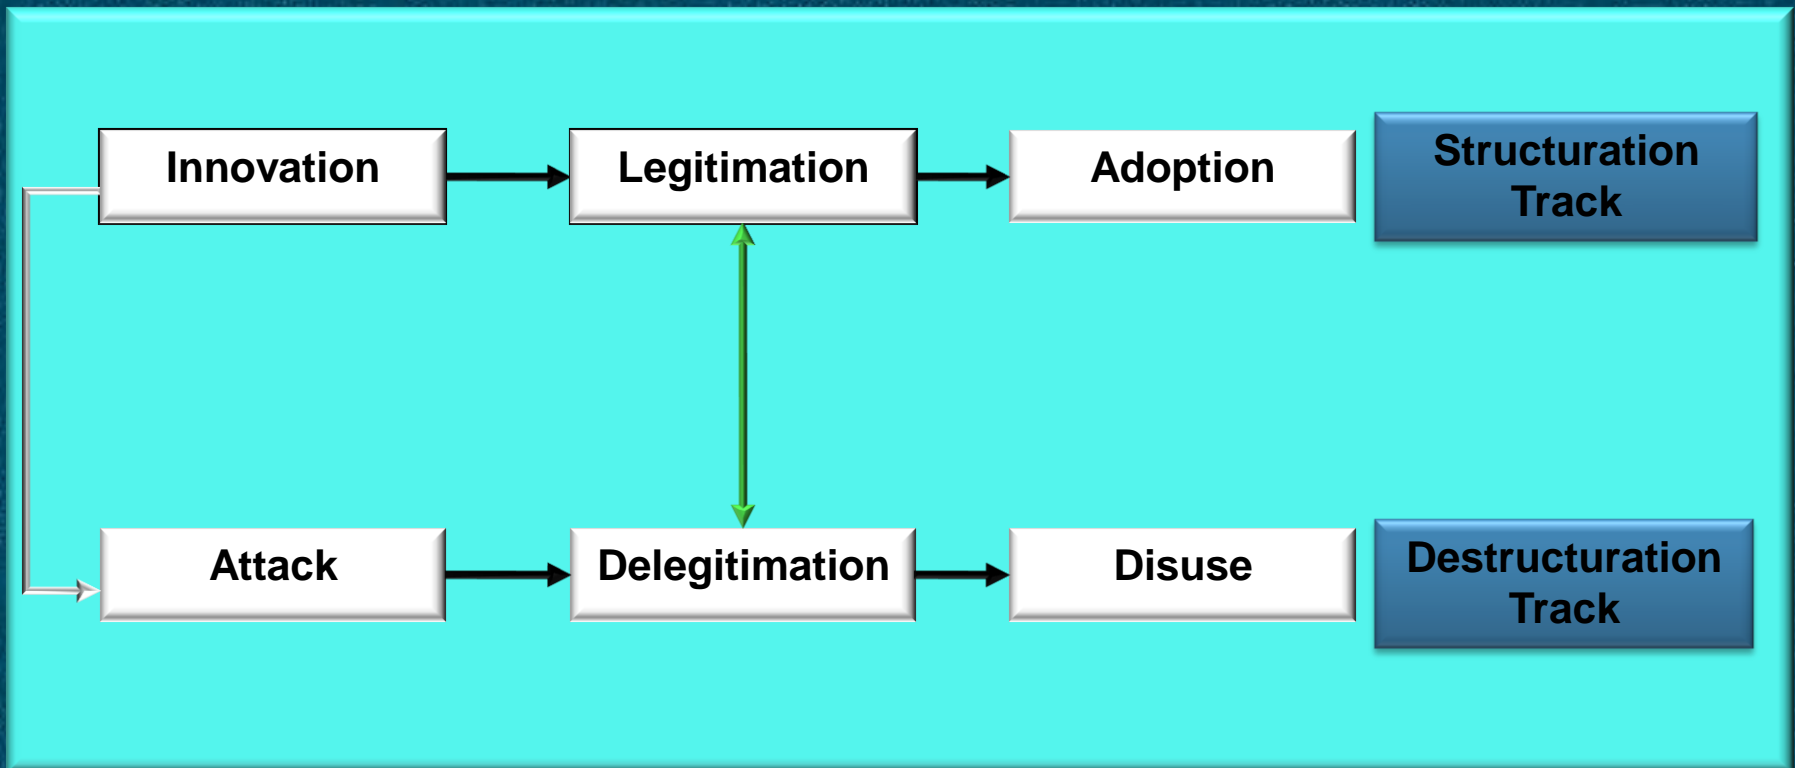 Innovation
Legitimation
Adoption
Structuration
Track
Attack
Delegitimation
Disuse
Destructuration
Track